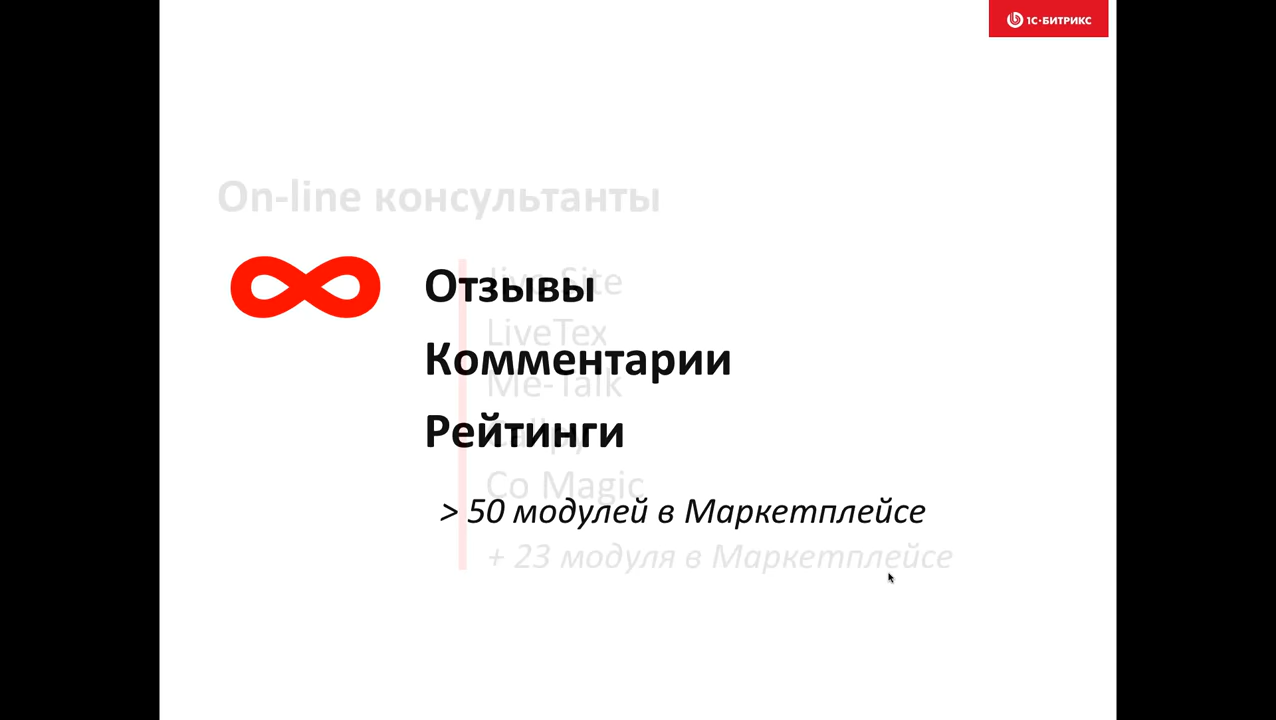 1С-БИТРИКС
On-line консультанты
Отзывы
LiveTex
Комментарии
Me-Talk
Рейтинги
Co Magic
> 50 модулей в Маркетплейсе
+ 23 модуля в Маркетплейсе